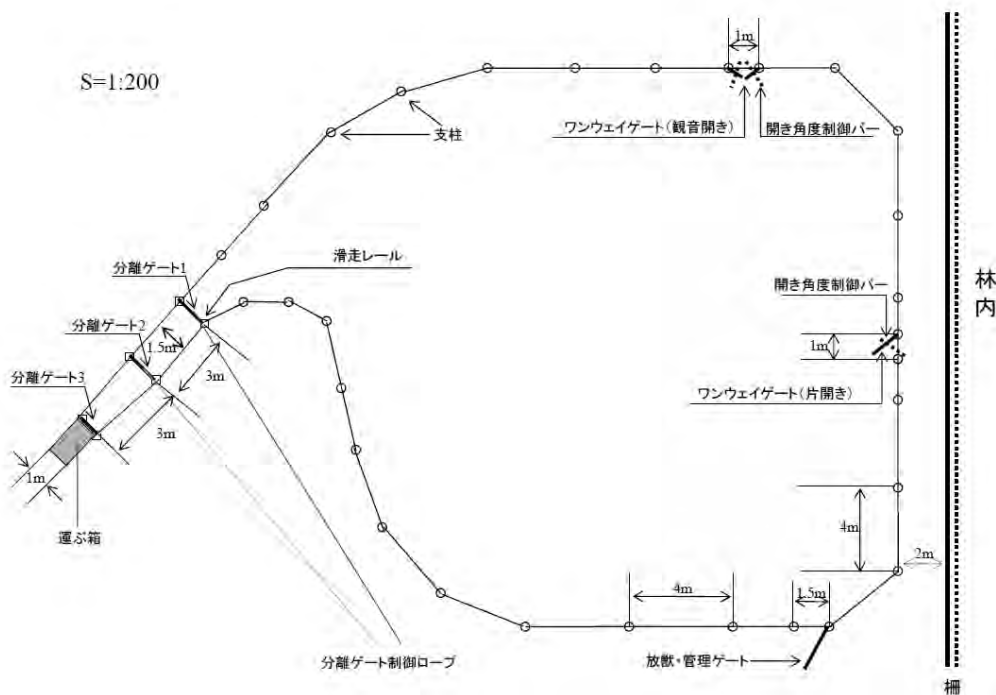 S=1:200
1m
ワンウェイゲート(観音開き)
開き角度制御バー
支柱
分離ゲート1
滑走レール
分離ゲート2
1.5m
3m
分離ゲート3
3m
1m
運ぶ箱
開き角度制御バー
1m
ワンウェイゲート(片開き)
林内
4m
2m
4m
1.5m
分離ゲート制御ロープ
放獣・管理ゲート
柵